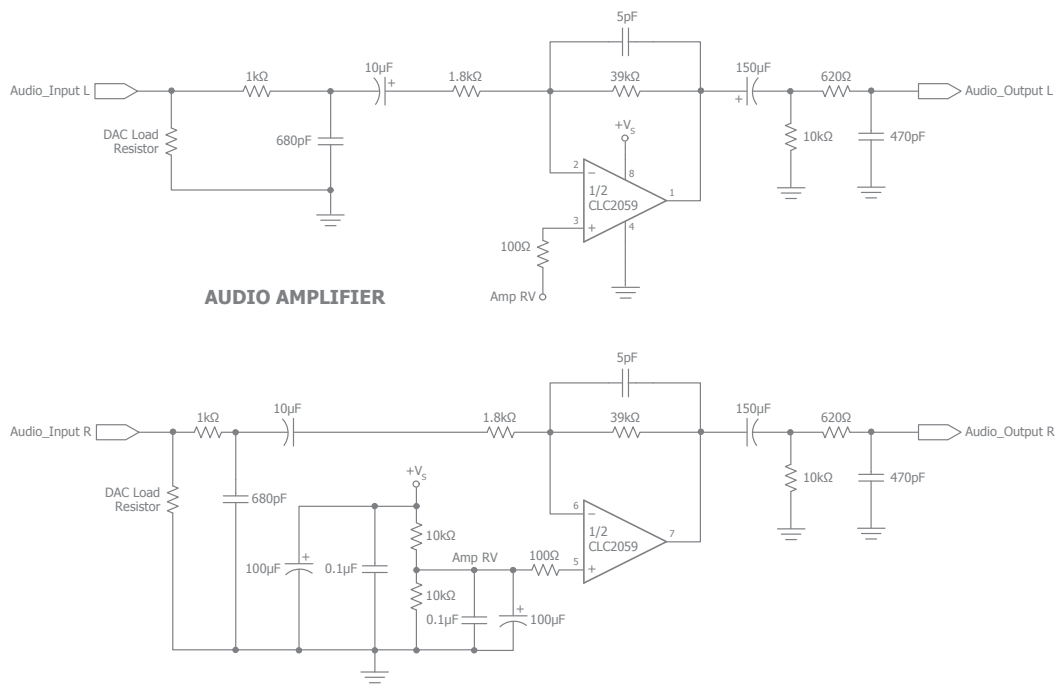 5pF
Audio_Input L
1kΩ
10µF
+
1.8kΩ
39kΩ
150µF
+
620Ω
Audio_Output L
DAC Load
Resistor
680pF
+VS
10kΩ
470pF
2
−
8
1/2
CLC2059
1
3
+
4
100Ω
Amp RV
AUDIO AMPLIFIER
5pF
Audio_Input R
1kΩ
10µF
1.8kΩ
39kΩ
150µF
620Ω
Audio_Output R
+VS
DAC Load
Resistor
680pF
10kΩ
470pF
6
−
1/2
CLC2059
7
10kΩ
Amp RV
100Ω
5
+
+
100µF
0.1µF
10kΩ
0.1µF
+
100µF